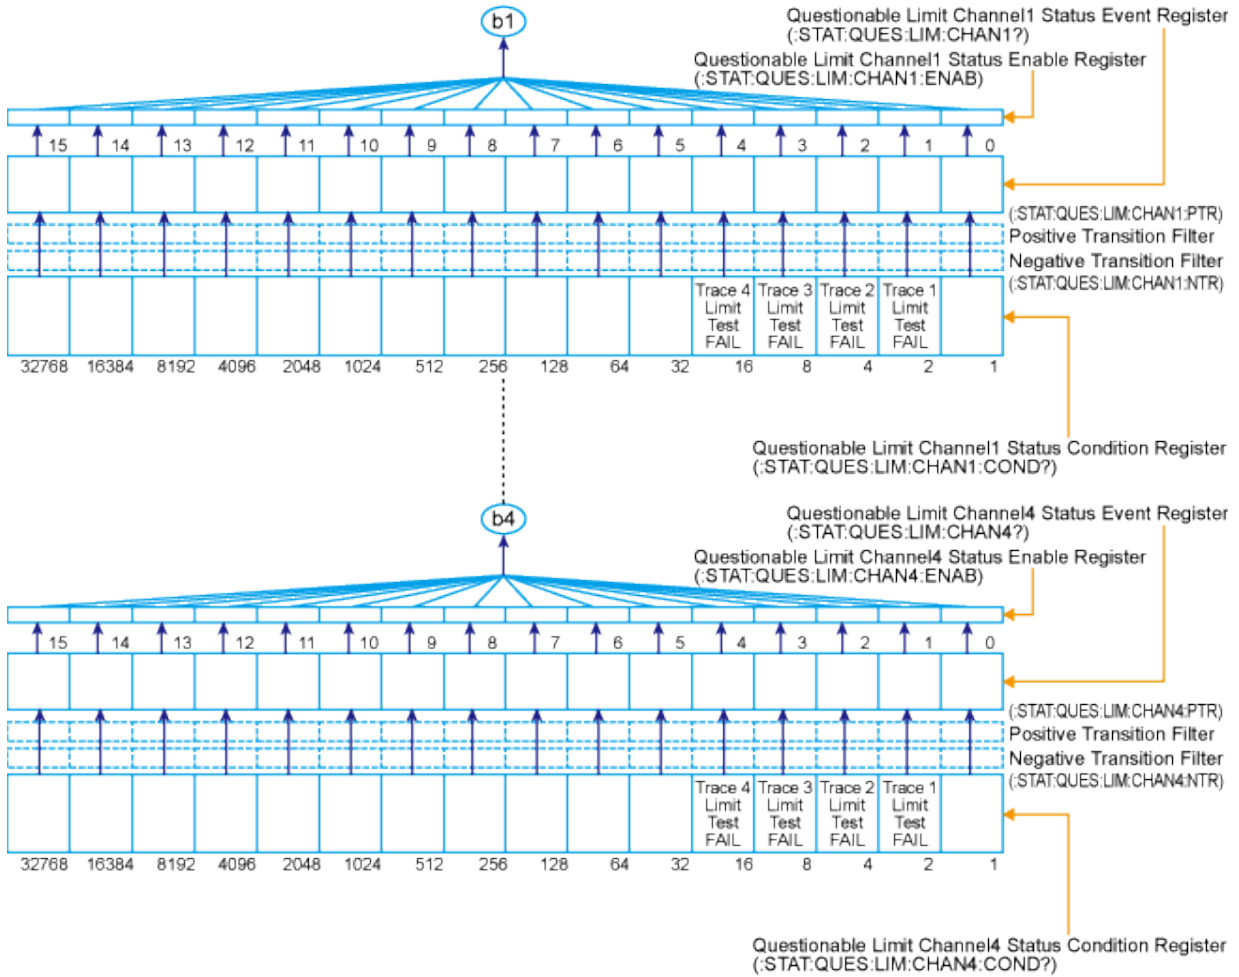 b1
Questionable Limit Channel1 Status Event Register
(:STAT:QUES:LIM:CHAN1?)
Questionable Limit Channel1 Status Enable Register
(:STAT:QUES:LIM:CHAN1:ENAB)
15 14 13 12 11 10 9 8 7 6 5 4 3 2 1 0
(:STAT:QUES:LIM:CHAN1:PTR)
Positive Transition Filter
Negative Transition Filter
(:STAT:QUES:LIM:CHAN1:NTR)
Trace 4 Trace 3 Trace 2 Trace 1
Limit Limit Limit Limit
Test Test Test Test
FAIL FAIL FAIL FAIL
32768 16384 8192 4096 2048 1024 512 256 128 64 32 16 8 4 2 1
Questionable Limit Channel1 Status Condition Register
(:STAT:QUES:LIM:CHAN1:COND?)
b4
Questionable Limit Channel4 Status Event Register
(:STAT:QUES:LIM:CHAN4?)
Questionable Limit Channel4 Status Enable Register
(:STAT:QUES:LIM:CHAN4:ENAB)
15 14 13 12 11 10 9 8 7 6 5 4 3 2 1 0
(:STAT:QUES:LIM:CHAN4:PTR)
Positive Transition Filter
Negative Transition Filter
(:STAT:QUES:LIM:CHAN4:NTR)
Trace 4 Trace 3 Trace 2 Trace 1
Limit Limit Limit Limit
Test Test Test Test
FAIL FAIL FAIL FAIL
32768 16384 8192 4096 2048 1024 512 256 128 64 32 16 8 4 2 1
Questionable Limit Channel4 Status Condition Register
(:STAT:QUES:LIM:CHAN4:COND?)